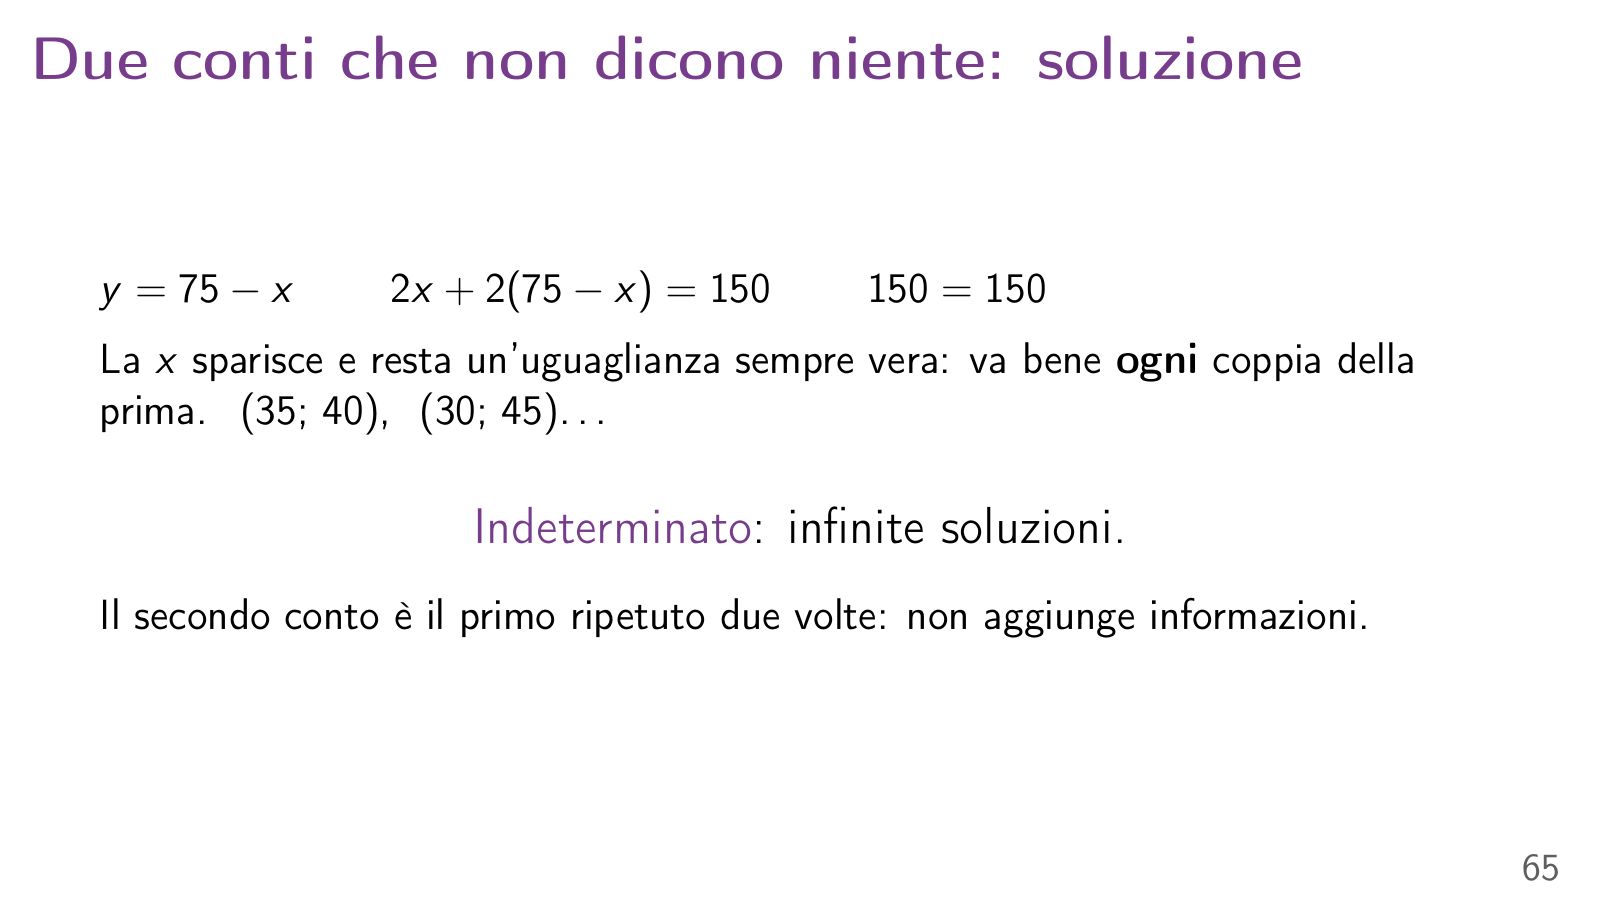 Due conti che non dicono niente: soluzione
y = 75 − x 2x + 2(75 − x) = 150 150 = 150
La x sparisce e resta un'uguaglianza sempre vera: va bene ogni coppia della
prima. (35; 40), (30; 45)...
Indeterminato: infinite soluzioni.
Il secondo conto è il primo ripetuto due volte: non aggiunge informazioni.
65